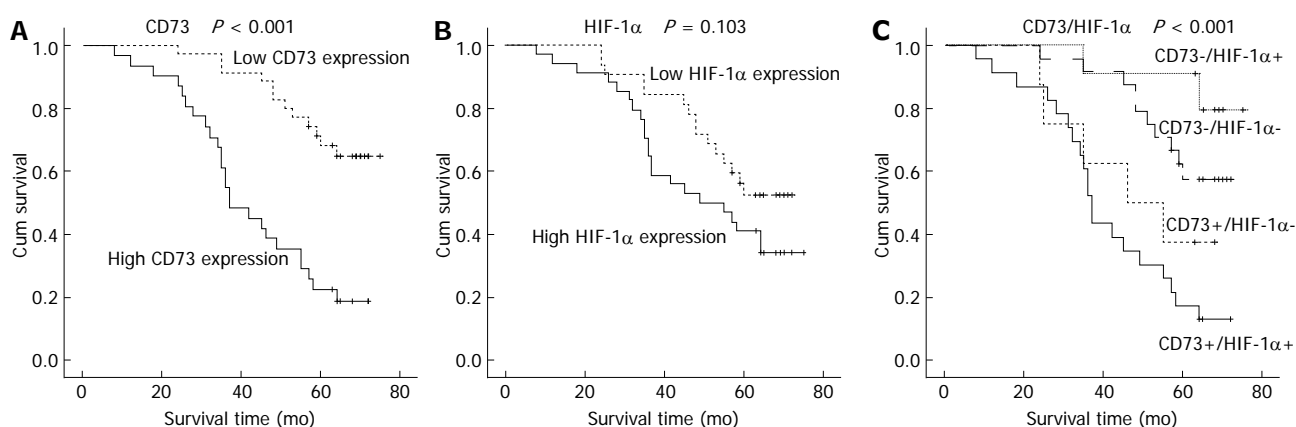 A
CD73 P < 0.001
1.0
0.8
0.6
0.4
0.2
0.0
Cum survival
Low CD73 expression
High CD73 expression
0 20 40 60 80
Survival time (mo)
B
HIF-1α P = 0.103
1.0
0.8
0.6
0.4
0.2
0.0
Cum survival
Low HIF-1α expression
High HIF-1α expression
0 20 40 60 80
Survival time (mo)
C
CD73/HIF-1α P < 0.001
1.0
0.8
0.6
0.4
0.2
0.0
Cum survival
CD73-/HIF-1α+
CD73-/HIF-1α-
CD73+/HIF-1α-
CD73+/HIF-1α+
0 20 40 60 80
Survival time (mo)